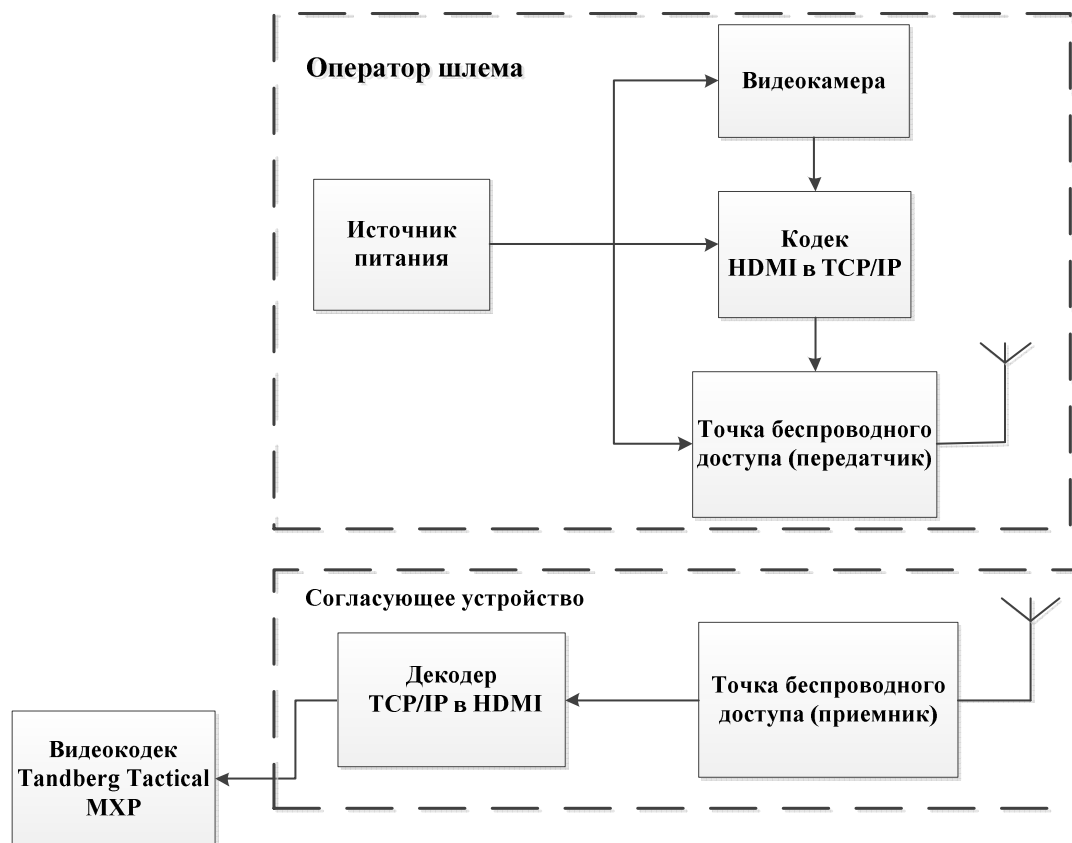 Оператор шлема
Видеокамера
Источник
питания
Кодек
HDMI в TCP/IP
Точка беспроводного
доступа (передатчик)
Согласующее устройство
Декодер
TCP/IP в HDMI
Точка беспроводного
доступа (приемник)
Видеокодек
Tandberg Tactical
MXP